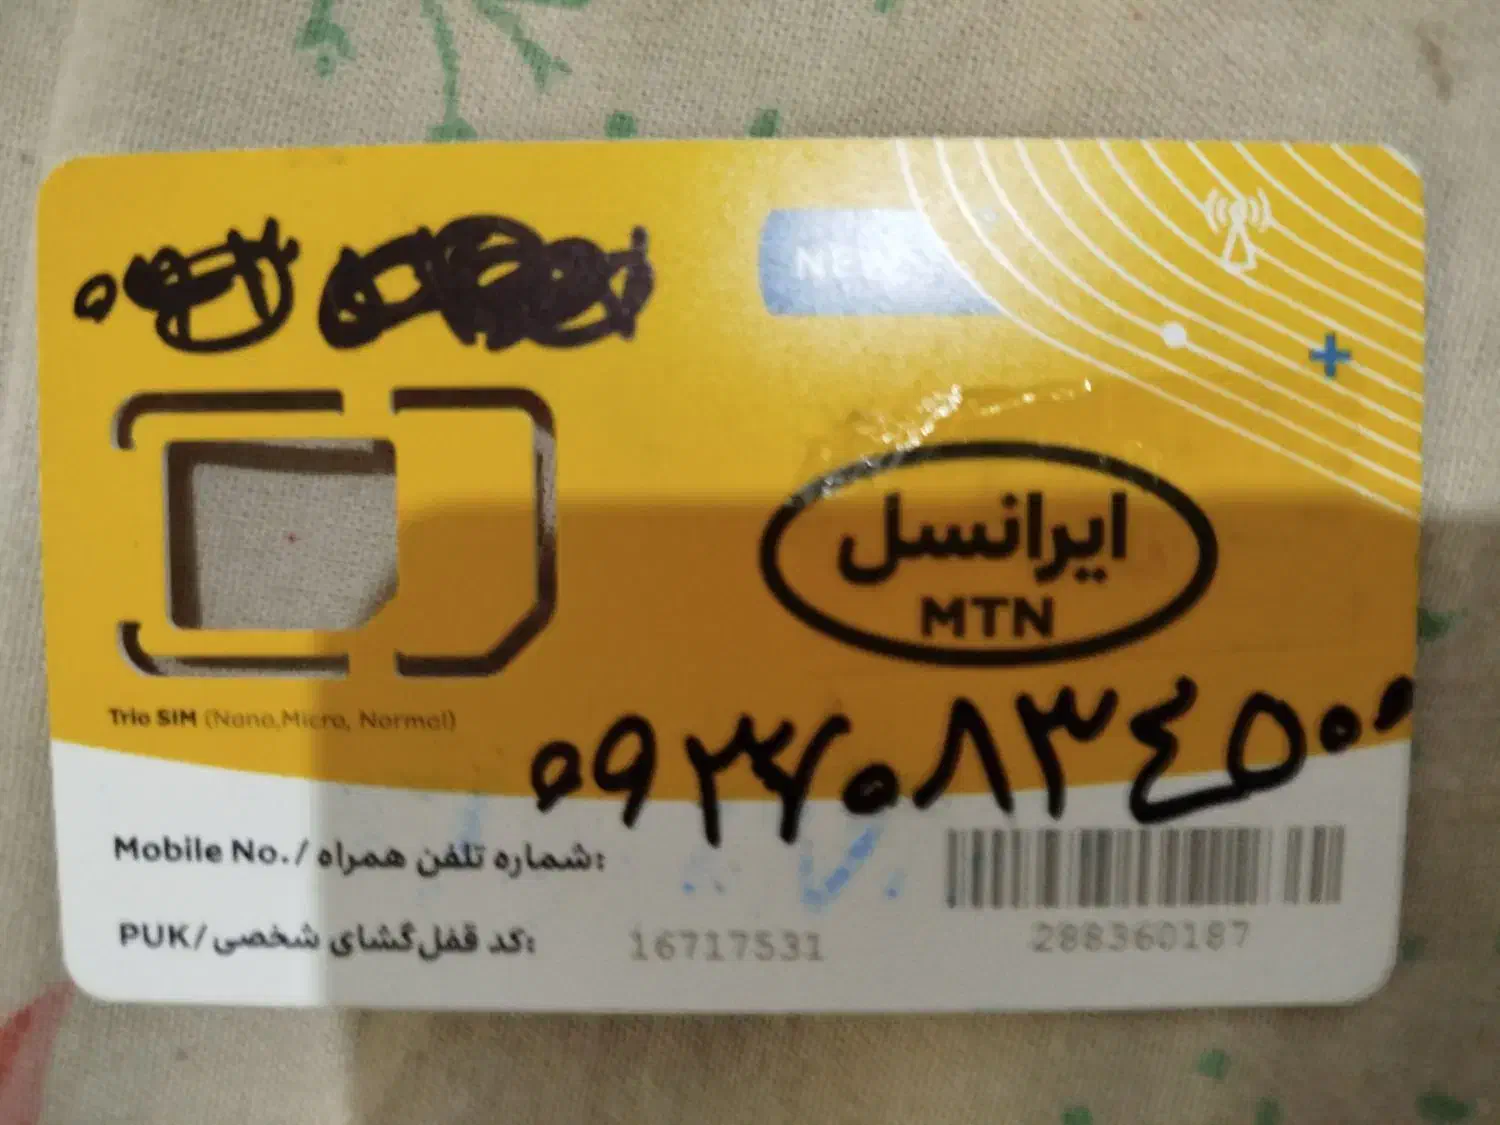 ایرانسل
MTN
Trio SIM (Nano,Micro, Normal)
۰۹۳۷۰۸۳٤۵۰۰
Mobile No./شماره تلفن همراه:
PUK/کد قفل‌گشای شخصی: 16717531
288360187